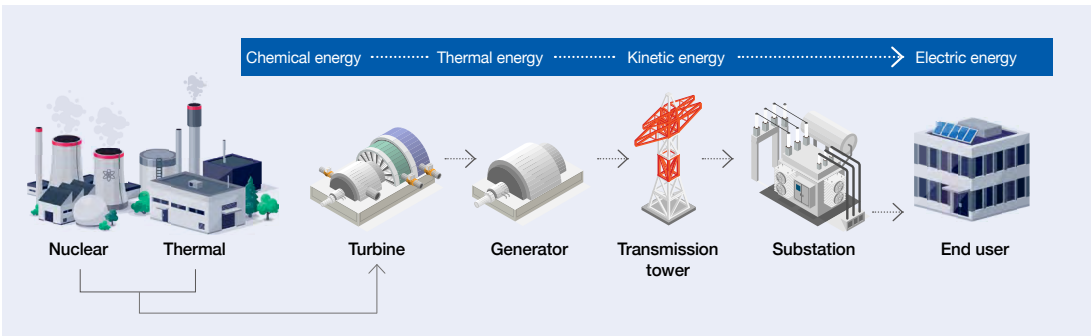 Chemical energy
Thermal energy
Kinetic energy
Electric energy
Nuclear
Thermal
Turbine
Generator
Transmission
tower
Substation
End user